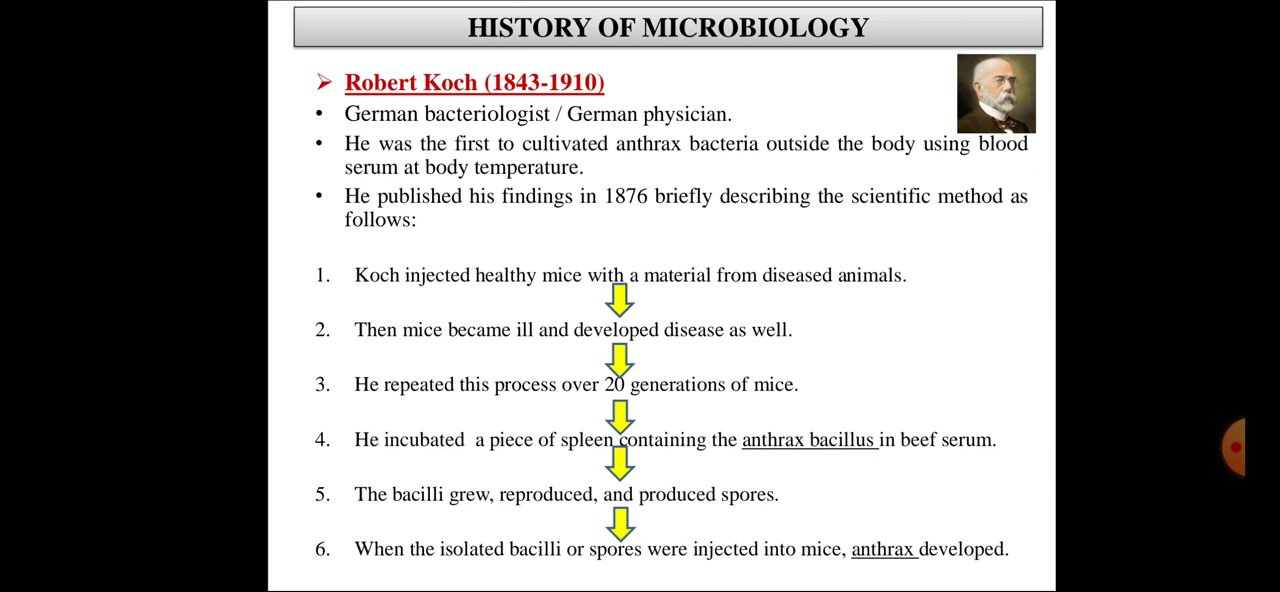 HISTORY OF MICROBIOLOGY
➢ Robert Koch (1843-1910)
• German bacteriologist / German physician.
• He was the first to cultivated anthrax bacteria outside the body using blood
serum at body temperature.
• He published his findings in 1876 briefly describing the scientific method as
follows:
1. Koch injected healthy mice with a material from diseased animals.
2. Then mice became ill and developed disease as well.
3. He repeated this process over 20 generations of mice.
4. He incubated a piece of spleen containing the anthrax bacillus in beef serum.
5. The bacilli grew, reproduced, and produced spores.
6. When the isolated bacilli or spores were injected into mice, anthrax developed.